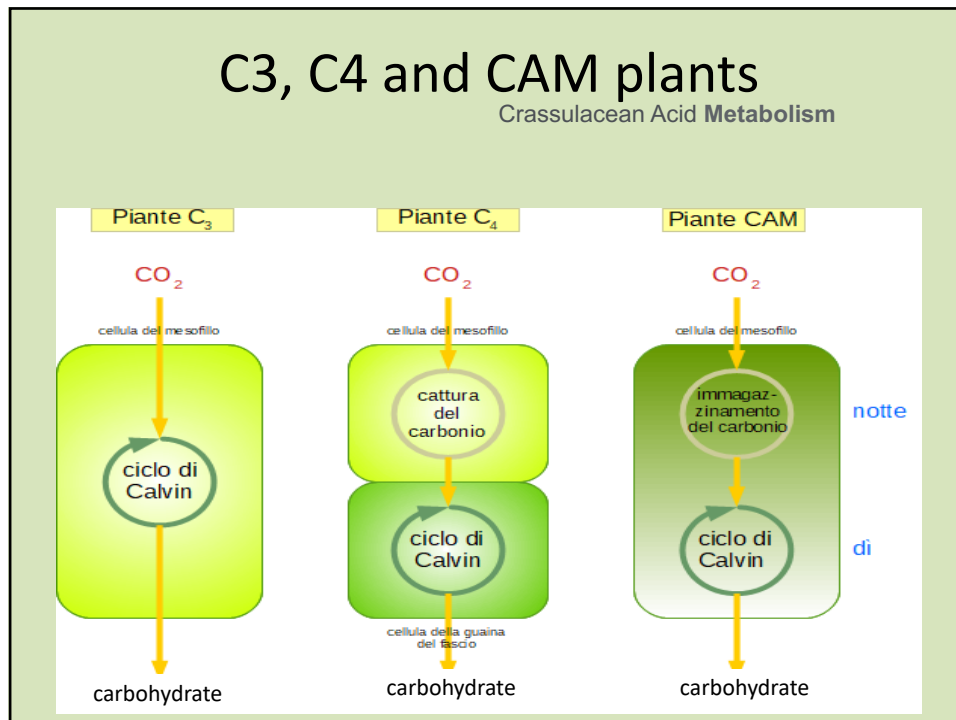 C3, C4 and CAM plants
Crassulacean Acid Metabolism
Piante C3
CO2
cellula del mesofillo
ciclo di
Calvin
carbohydrate
Piante C4
CO2
cellula del mesofillo
cattura
del
carbonio
ciclo di
Calvin
cellula della guaina
del fascio
carbohydrate
Piante CAM
CO2
cellula del mesofillo
immagaz-
zinamento
del carbonio
notte
ciclo di
Calvin
dì
carbohydrate